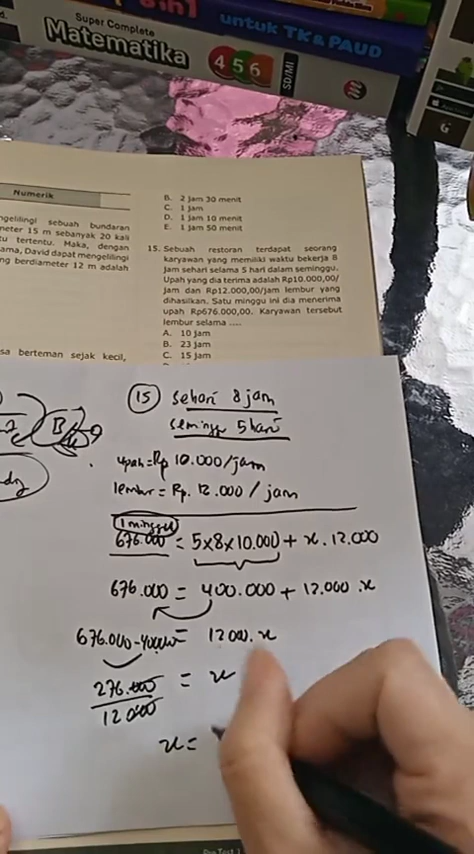 untuk TK & PAUD
Super Complete
Matematika
4 5 6
SD/MI
Numerik
ngelilingi sebuah bundaran
meter 15 m sebanyak 20 kali
tu tertentu. Maka, dengan
ama, David dapat mengelilingi
ng berdiameter 12 m adalah
sa berteman sejak kecil,
B. 2 jam 30 menit
C. 1 jam
D. 1 jam 10 menit
E. 1 jam 50 menit
15. Sebuah restoran terdapat seorang
karyawan yang memiliki waktu bekerja 8
jam sehari selama 5 hari dalam seminggu.
Upah yang dia terima adalah Rp10.000,00/
jam dan Rp12.000,00/jam lembur yang
dihasilkan. Satu minggu ini dia menerima
upah Rp676.000,00. Karyawan tersebut
lembur selama ....
A. 10 jam
B. 23 jam
C. 15 jam
15 Sehari 8 jam
Seminggu 5 hari
upah = Rp 10.000/jam
lembur = Rp. 12.000 / jam
1 minggu
676.000 = 5x8x10.000 + x . 12.000
676.000 = 400.000 + 12.000 . x
676.000 - 400.000 = 12 000 . x
276.000 = x
12 000
x =